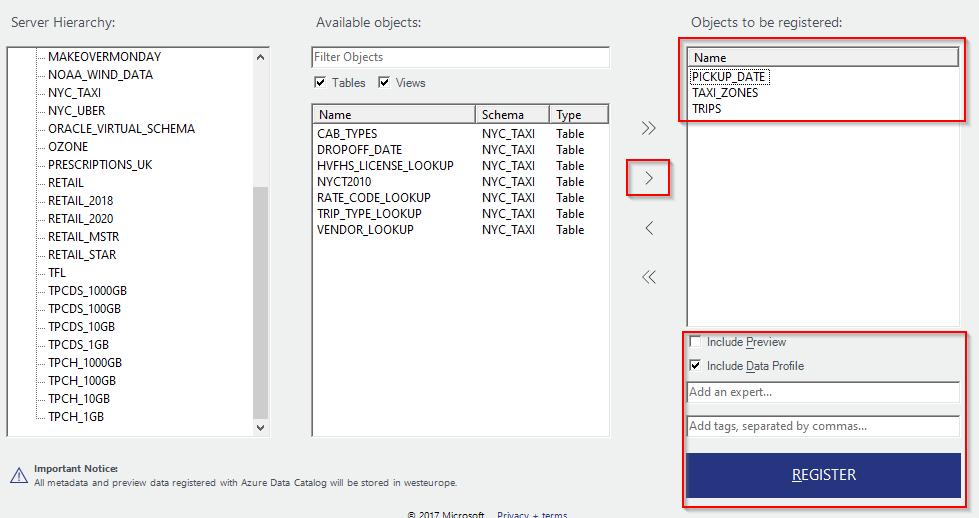 Server Hierarchy:
MAKEOVERMONDAY
NOAA_WIND_DATA
NYC_TAXI
NYC_UBER
ORACLE_VIRTUAL_SCHEMA
OZONE
PRESCRIPTIONS_UK
RETAIL
RETAIL_2018
RETAIL_2020
RETAIL_MSTR
RETAIL_STAR
TFL
TPCDS_1000GB
TPCDS_100GB
TPCDS_10GB
TPCDS_1GB
TPCH_1000GB
TPCH_100GB
TPCH_10GB
TPCH_1GB
Available objects:
Filter Objects
Tables Views
Name Schema Type
CAB_TYPES NYC_TAXI Table
DROPOFF_DATE NYC_TAXI Table
HVFHS_LICENSE_LOOKUP NYC_TAXI Table
NYCT2010 NYC_TAXI Table
RATE_CODE_LOOKUP NYC_TAXI Table
TRIP_TYPE_LOOKUP NYC_TAXI Table
VENDOR_LOOKUP NYC_TAXI Table
Objects to be registered:
Name
PICKUP_DATE
TAXI_ZONES
TRIPS
Include Preview
Include Data Profile
Add an expert...
Add tags, separated by commas...
REGISTER
Important Notice:
All metadata and preview data registered with Azure Data Catalog will be stored in westeurope.
© 2017 Microsoft Privacy + terms